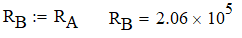 R_B := R_A    R_B = 2.06 × 10^5